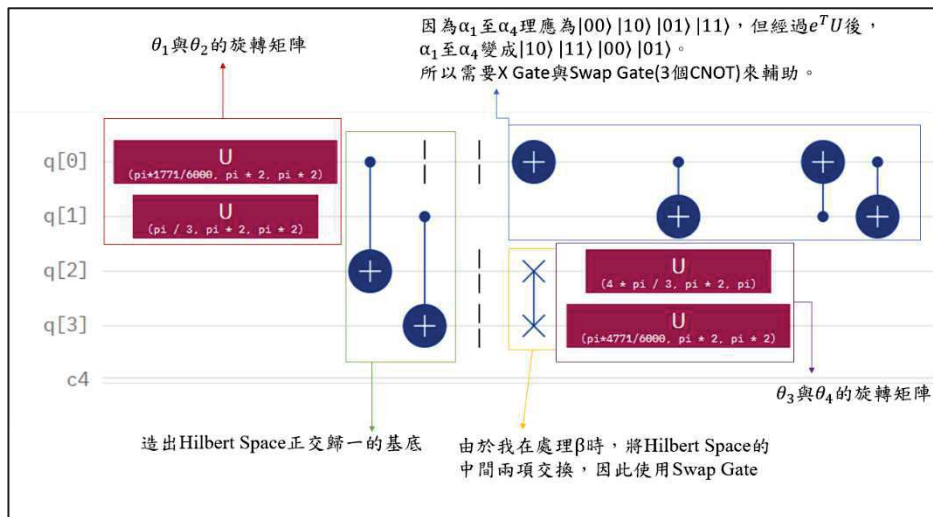 因為α₁至α₄理應為|00⟩ |10⟩ |01⟩ |11⟩，但經過eᵀU後，
α₁至α₄變成|10⟩ |11⟩ |00⟩ |01⟩。
所以需要X Gate與Swap Gate(3個CNOT)來輔助。
θ₁與θ₂的旋轉矩陣
q[0]
U
(pi*1771/6000, pi * 2, pi * 2)
q[1]
U
(pi / 3, pi * 2, pi * 2)
q[2]
U
(4 * pi / 3, pi * 2, pi)
q[3]
U
(pi*4771/6000, pi * 2, pi * 2)
c4
θ₃與θ₄的旋轉矩陣
造出Hilbert Space正交歸一的基底
由於我在處理β時，將Hilbert Space的
中間兩項交換，因此使用Swap Gate